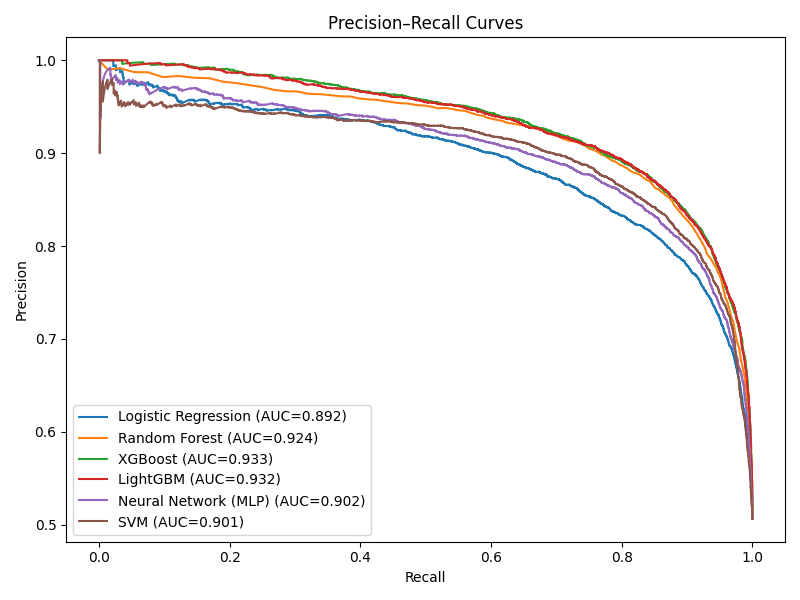 Precision–Recall Curves
Precision
1.0
0.9
0.8
0.7
0.6
0.5
Logistic Regression (AUC=0.892)
Random Forest (AUC=0.924)
XGBoost (AUC=0.933)
LightGBM (AUC=0.932)
Neural Network (MLP) (AUC=0.902)
SVM (AUC=0.901)
0.0 0.2 0.4 0.6 0.8 1.0
Recall